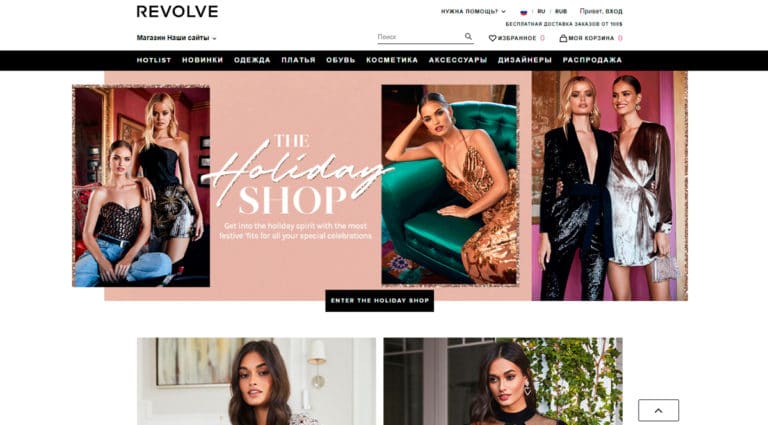 REVOLVE
НУЖНА ПОМОЩЬ?
RU / RUB
Привет, ВХОД
БЕСПЛАТНАЯ ДОСТАВКА ЗАКАЗОВ ОТ 100$
Магазин Наши сайты
Поиск
ИЗБРАННОЕ 0
МОЯ КОРЗИНА 0
HOTLIST НОВИНКИ ОДЕЖДА ПЛАТЬЯ ОБУВЬ КОСМЕТИКА АКСЕССУАРЫ ДИЗАЙНЕРЫ РАСПРОДАЖА
THE
Holiday
SHOP
Get into the holiday spirit with the most
festive 'fits for all your special celebrations
ENTER THE HOLIDAY SHOP